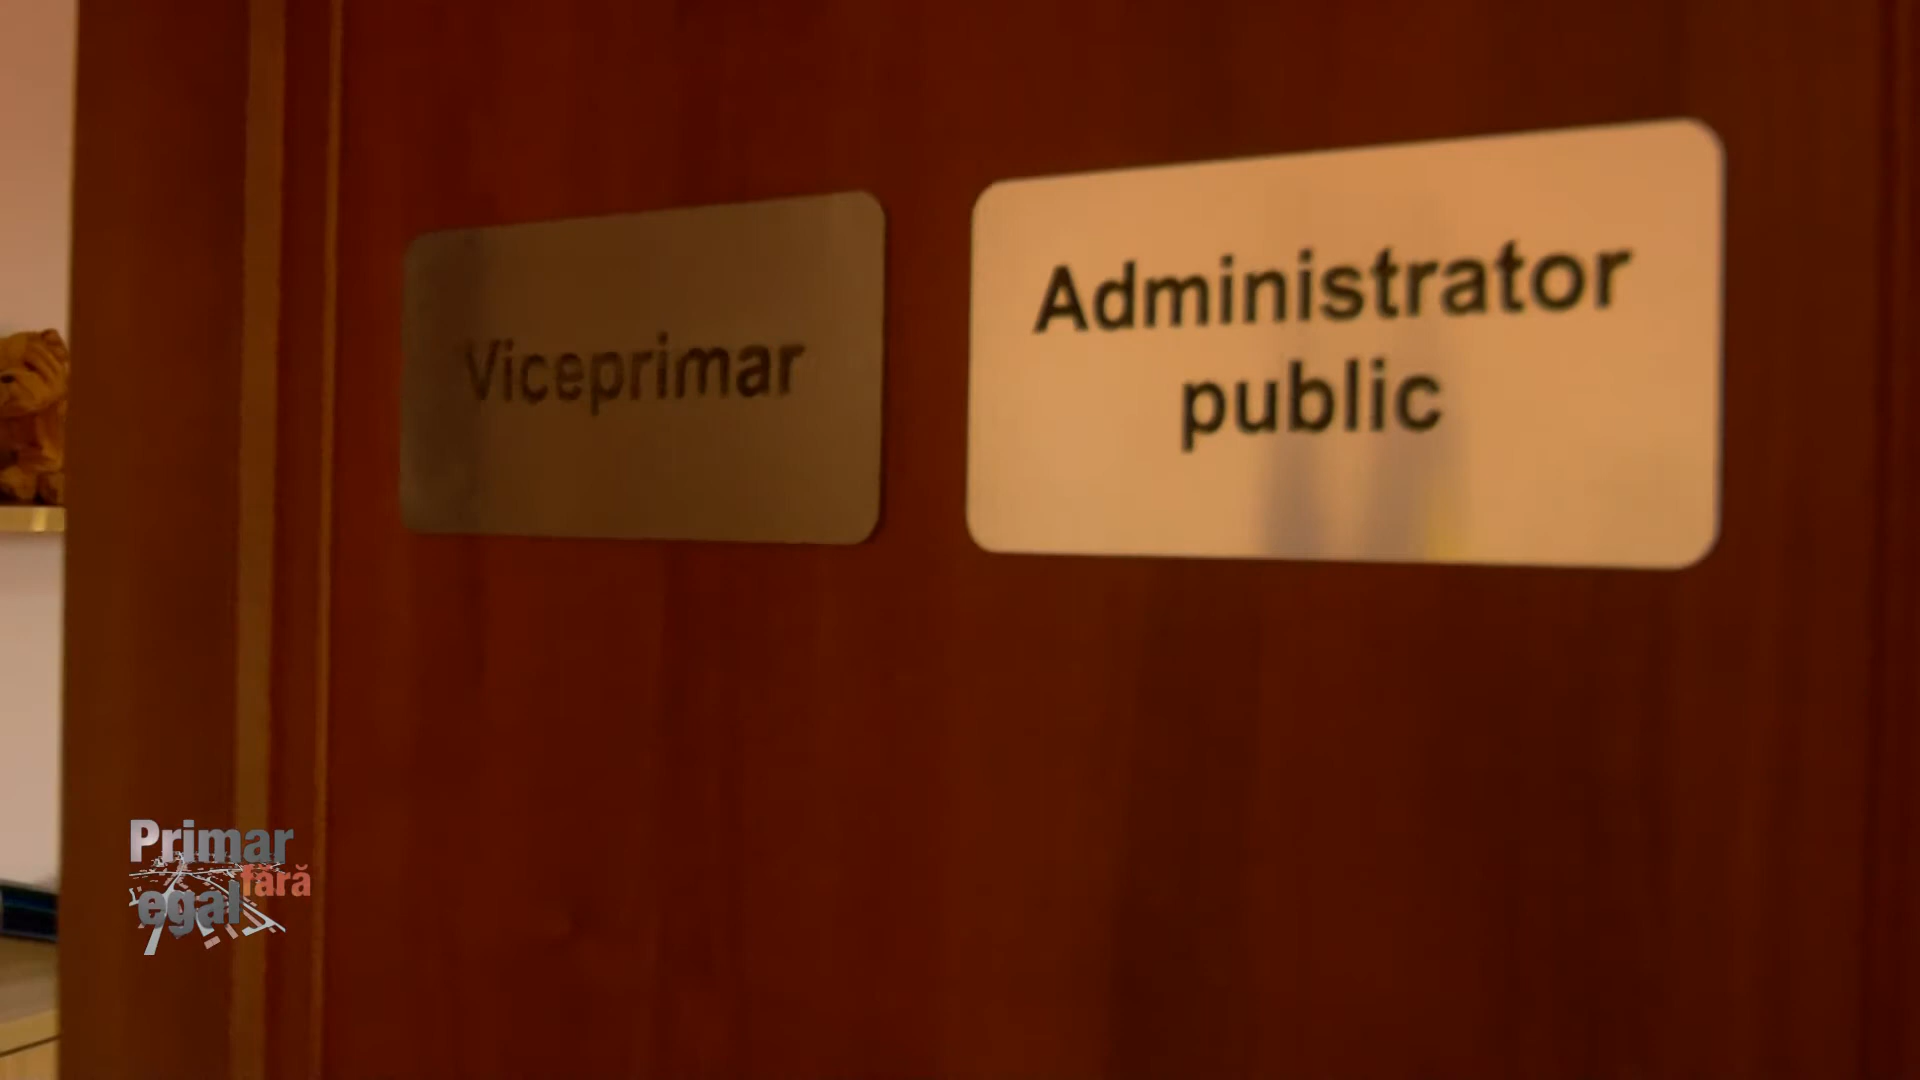 Viceprimar
Administrator
public
Primar
fără
egal